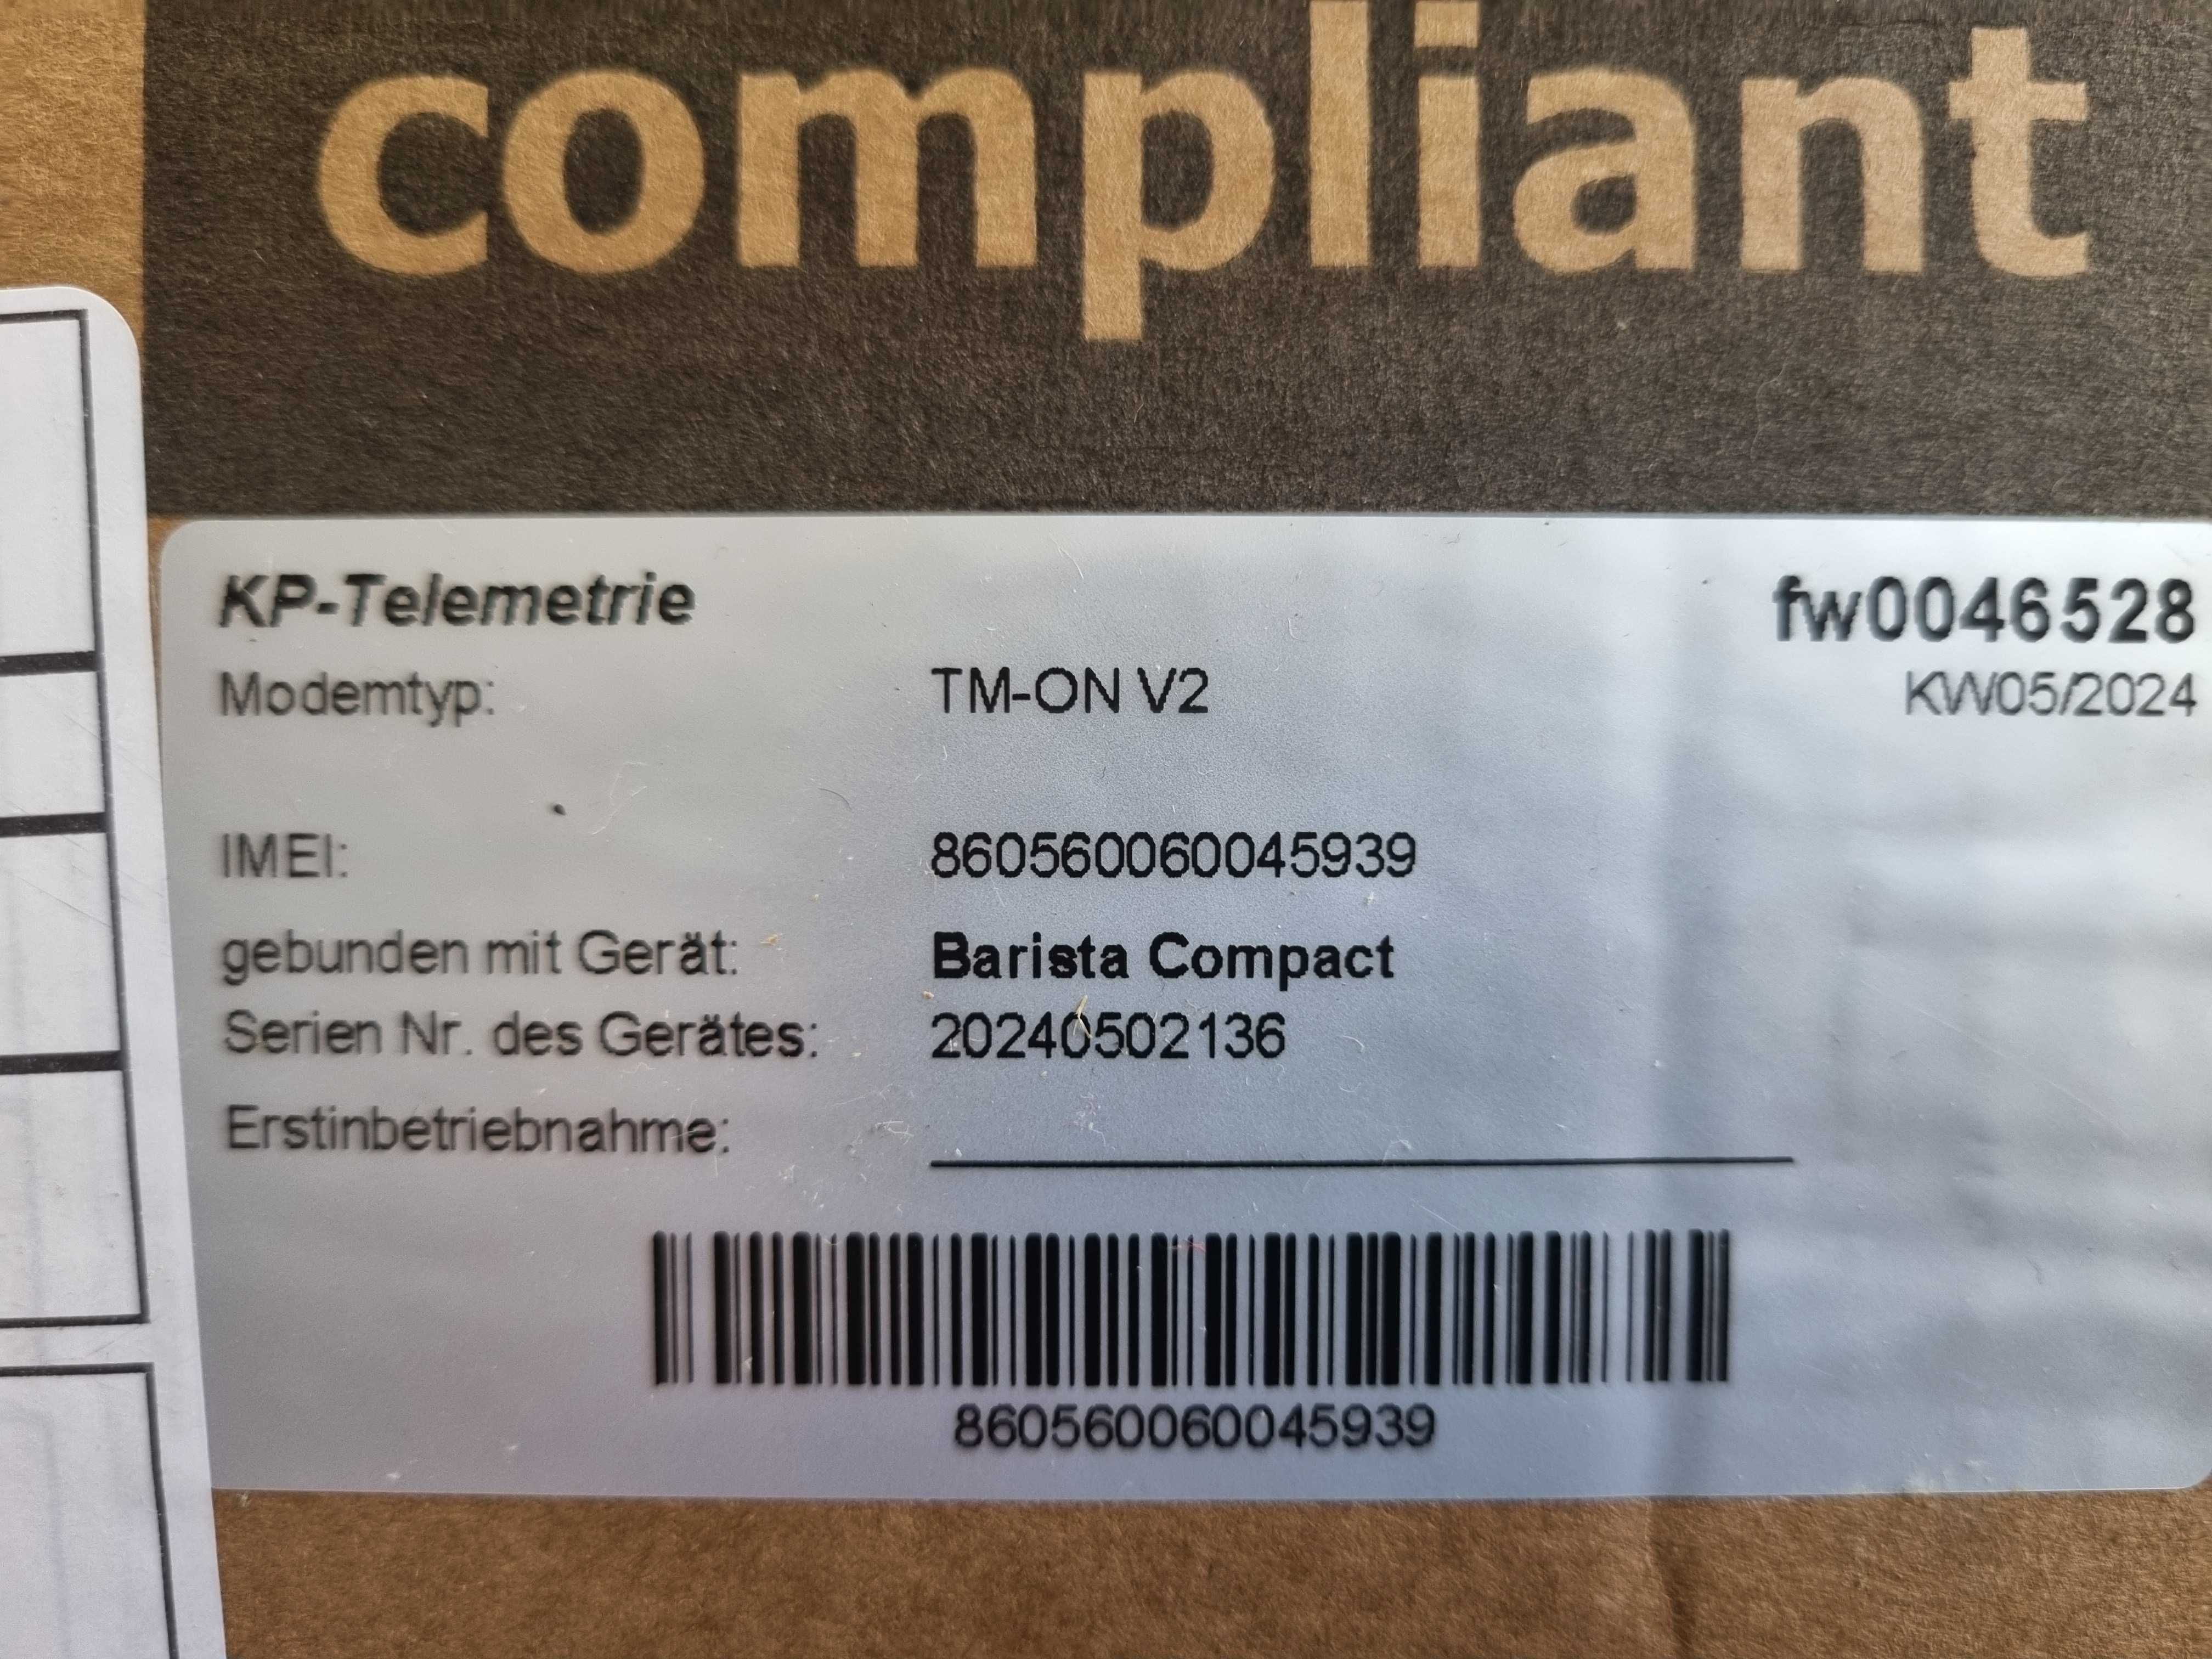 compliant
KP-Telemetrie fw0046528
Modemtyp: TM-ON V2 KW05/2024
IMEI: 860560060045939
gebunden mit Gerät: Barista Compact
Serien Nr. des Gerätes: 20240502136
Erstinbetriebnahme:
860560060045939